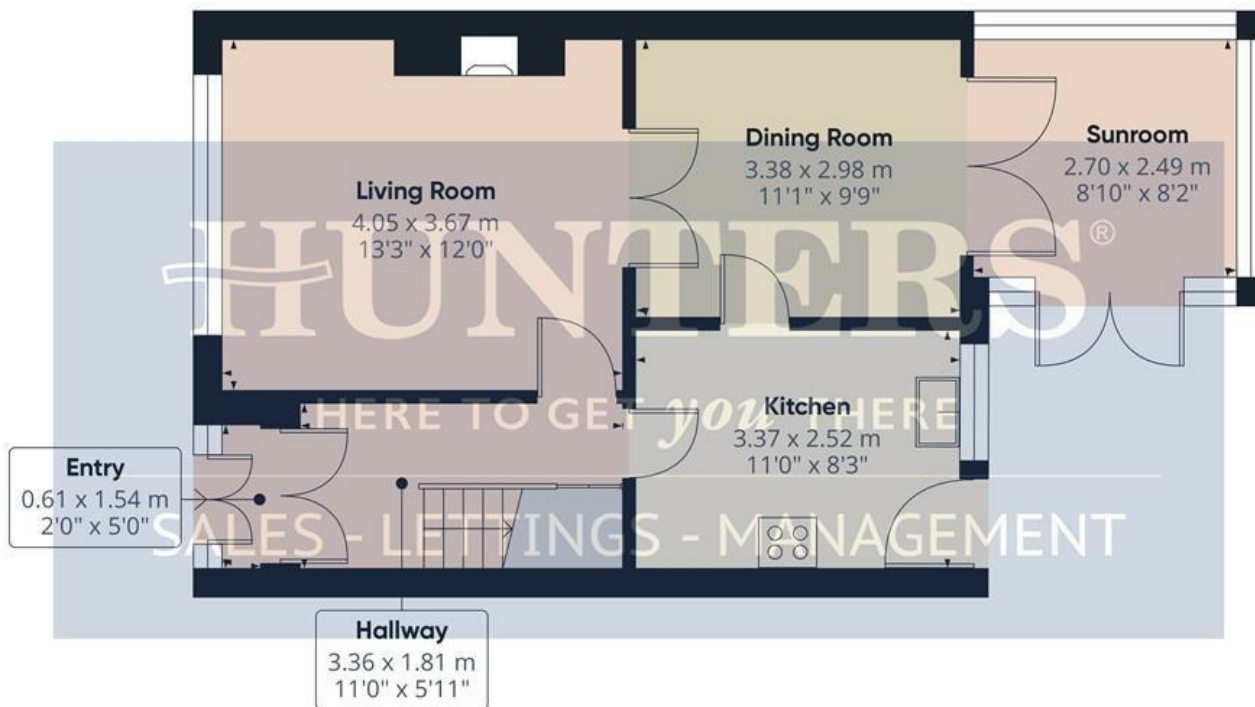 Living Room
4.05 x 3.67 m
13'3" x 12'0"
Dining Room
3.38 x 2.98 m
11'1" x 9'9"
Sunroom
2.70 x 2.49 m
8'10" x 8'2"
HUNTERS®
HERE TO GET you THERE
Kitchen
3.37 x 2.52 m
11'0" x 8'3"
Entry
0.61 x 1.54 m
2'0" x 5'0"
SALES - LETTINGS - MANAGEMENT
Hallway
3.36 x 1.81 m
11'0" x 5'11"